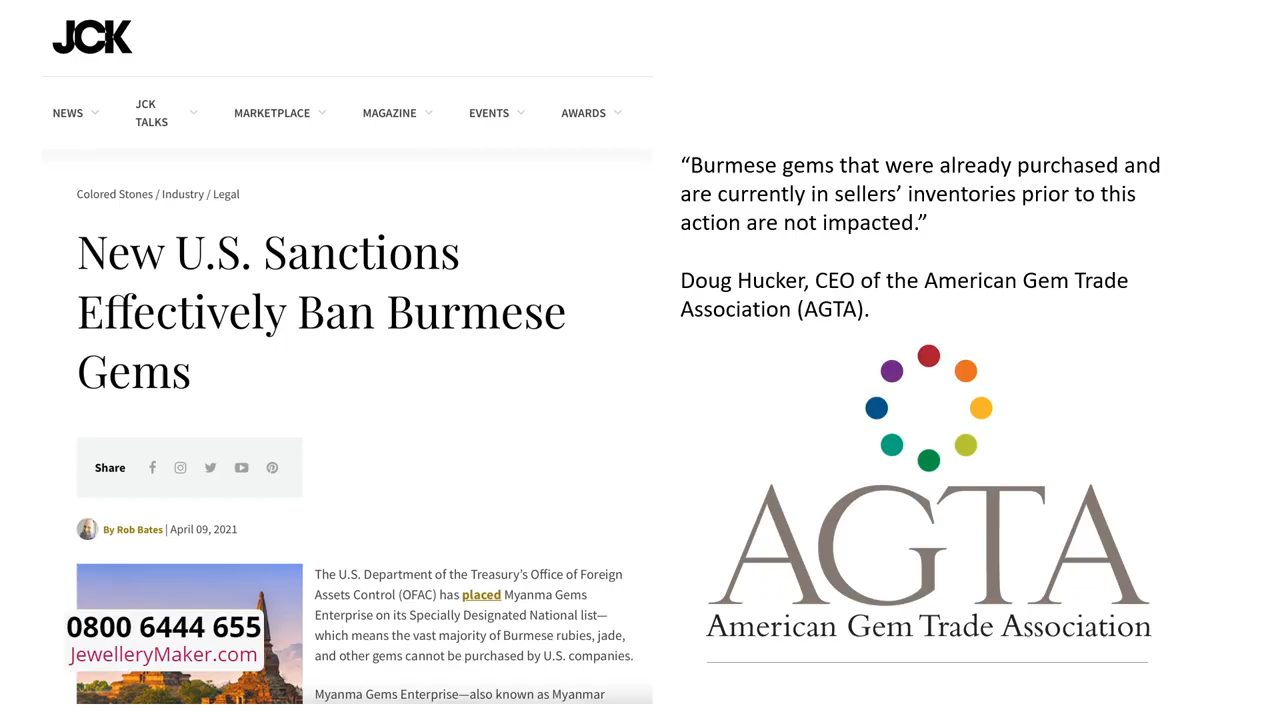 JCK
NEWS
JCK
TALKS
MARKETPLACE
MAGAZINE
EVENTS
AWARDS
Colored Stones / Industry / Legal
New U.S. Sanctions
Effectively Ban Burmese
Gems
Share
By Rob Bates | April 09, 2021
The U.S. Department of the Treasury’s Office of Foreign
Assets Control (OFAC) has placed Myanma Gems
Enterprise on its Specially Designated National list—
which means the vast majority of Burmese rubies, jade,
and other gems cannot be purchased by U.S. companies.
Myanma Gems Enterprise—also known as Myanmar
0800 6444 655
JewelleryMaker.com
“Burmese gems that were already purchased and
are currently in sellers’ inventories prior to this
action are not impacted.”
Doug Hucker, CEO of the American Gem Trade
Association (AGTA).
AGTA
American Gem Trade Association